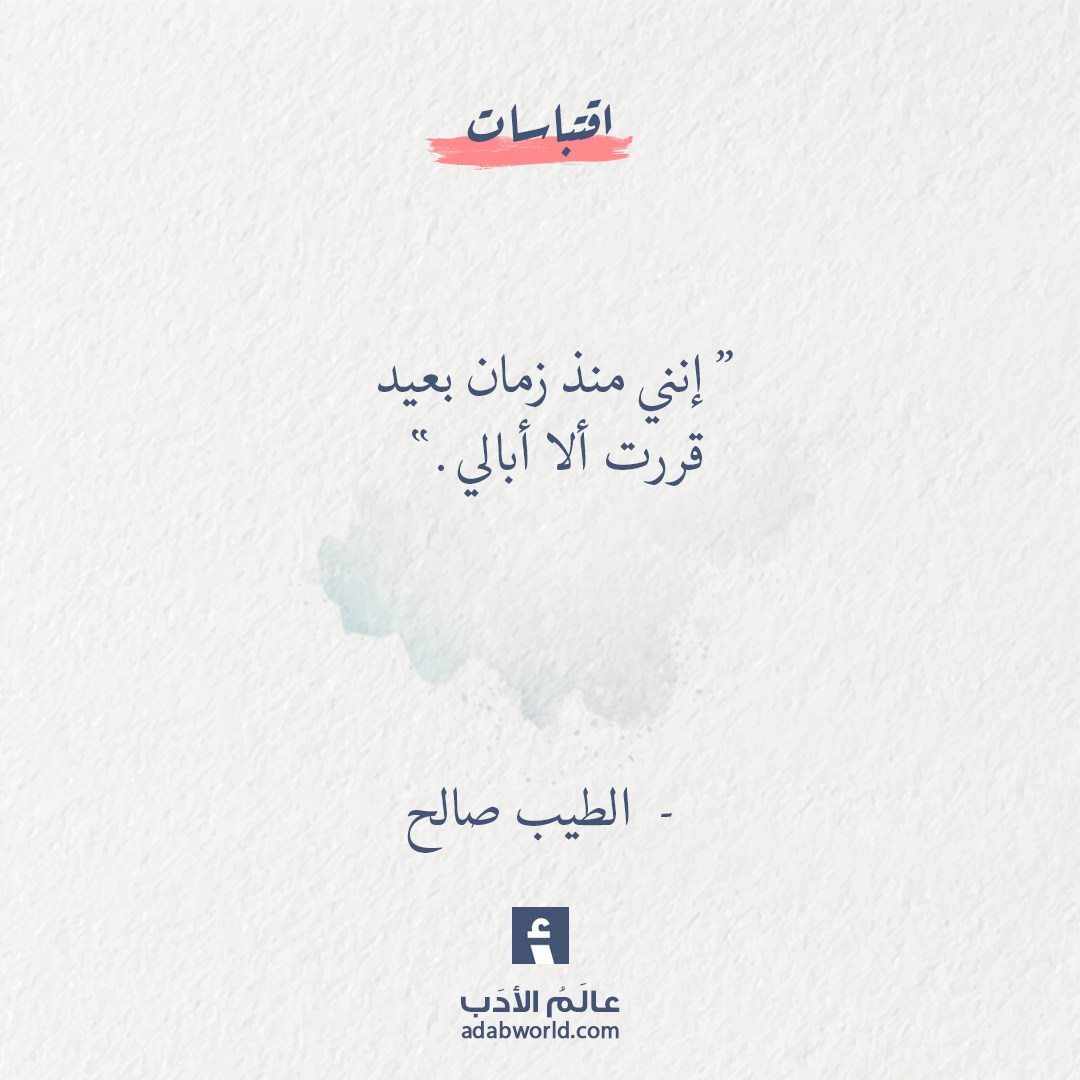 اقتباسات
” إنني منذ زمان بعيد
قررت ألا أبالي . “
- الطيب صالح
أ
عالَمُ الأدَب
adabworld.com